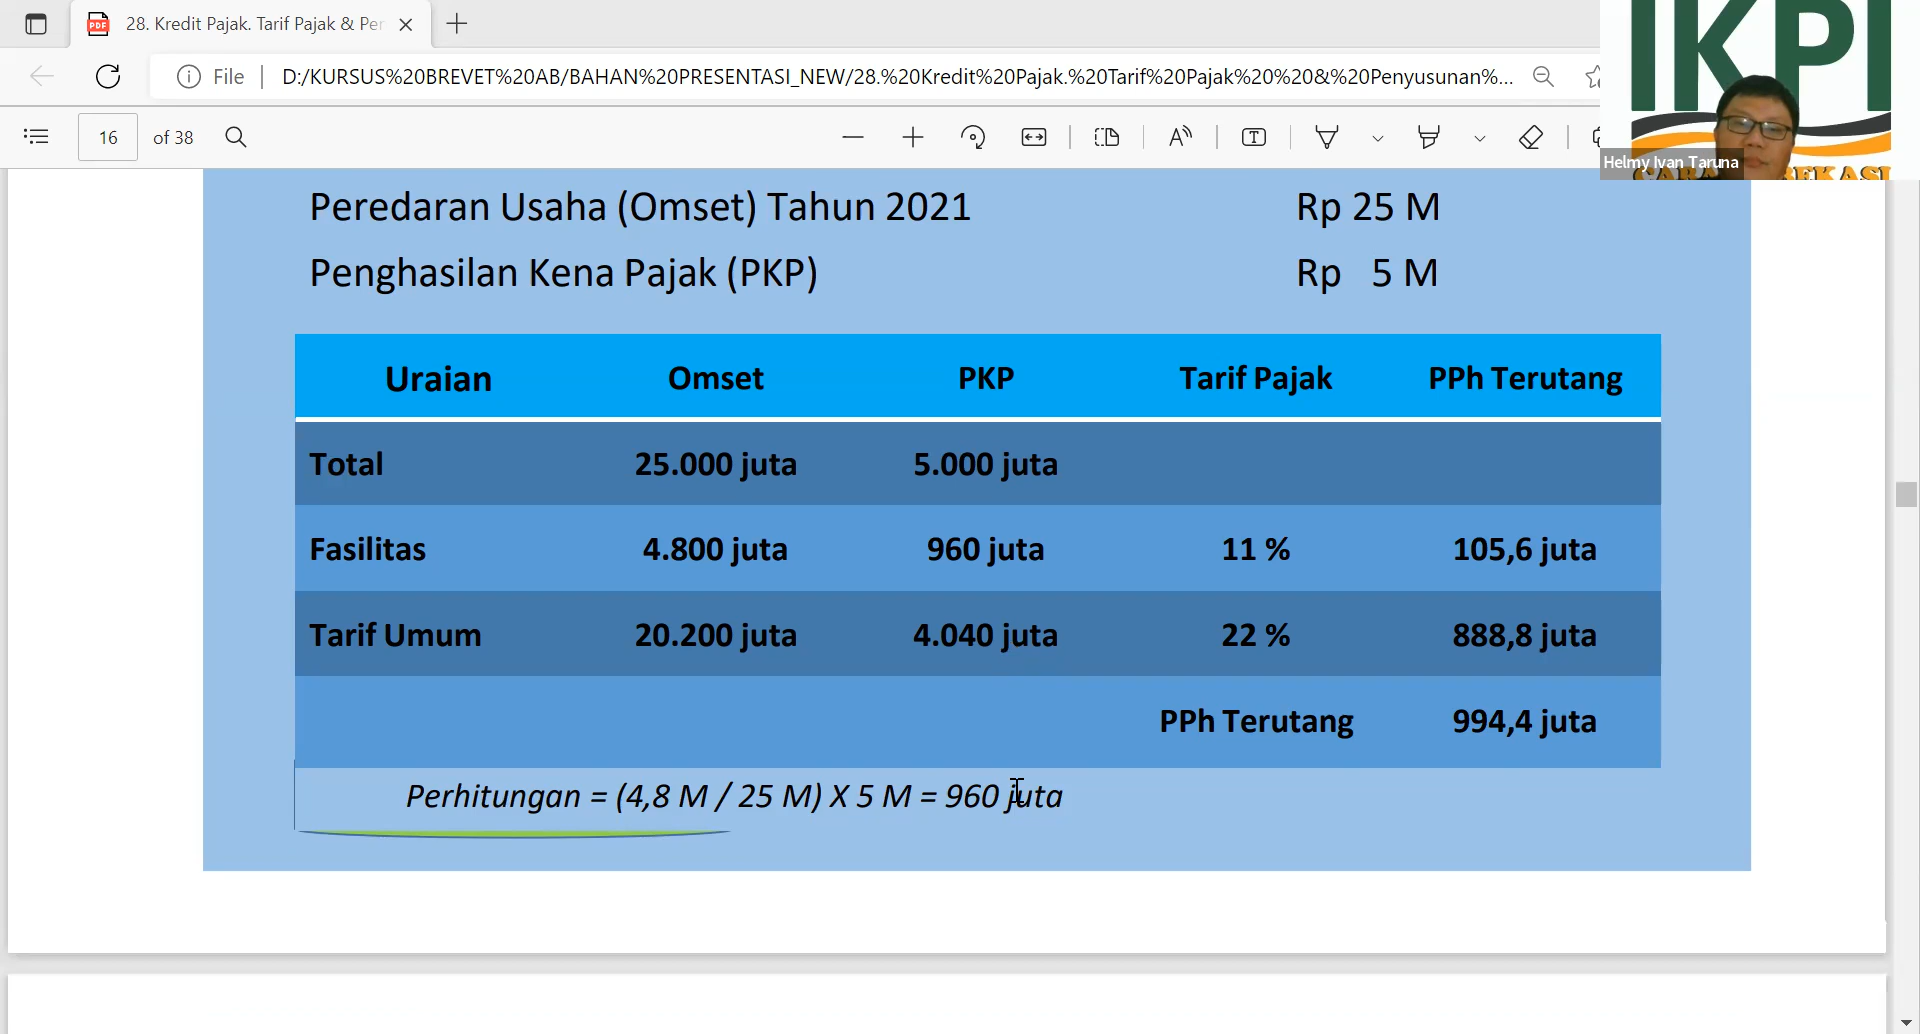 28. Kredit Pajak. Tarif Pajak & Per
File
D:/KURSUS%20BREVET%20AB/BAHAN%20PRESENTASI_NEW/28.%20Kredit%20Pajak.%20Tarif%20Pajak%20%20&%20Penyusunan%...
16 of 38
IKPI
Helmy Ivan Taruna
Peredaran Usaha (Omset) Tahun 2021 Rp 25 M
Penghasilan Kena Pajak (PKP) Rp 5 M
Uraian Omset PKP Tarif Pajak PPh Terutang
Total 25.000 juta 5.000 juta
Fasilitas 4.800 juta 960 juta 11 % 105,6 juta
Tarif Umum 20.200 juta 4.040 juta 22 % 888,8 juta
PPh Terutang 994,4 juta
Perhitungan = (4,8 M / 25 M) X 5 M = 960 juta